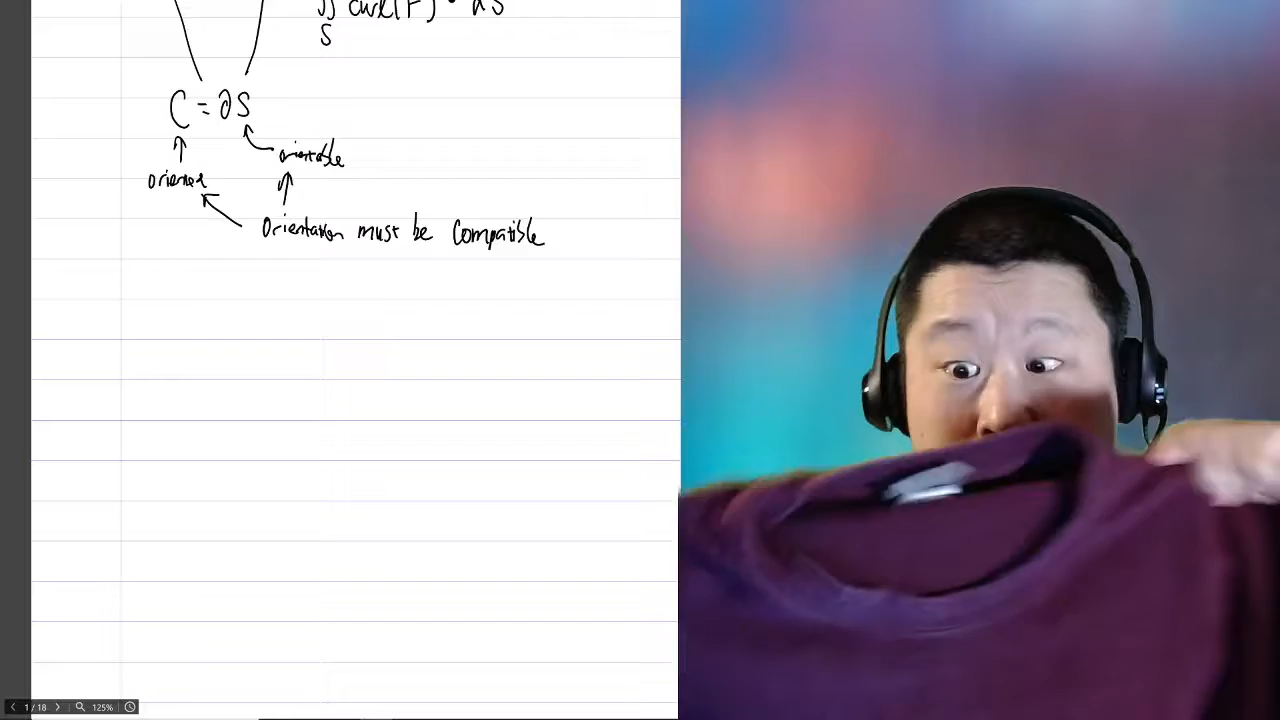 ∬ curl(F) • dS
S
C = ∂S
orientable
oriented
Orientation must be compatible
1 / 18
125%